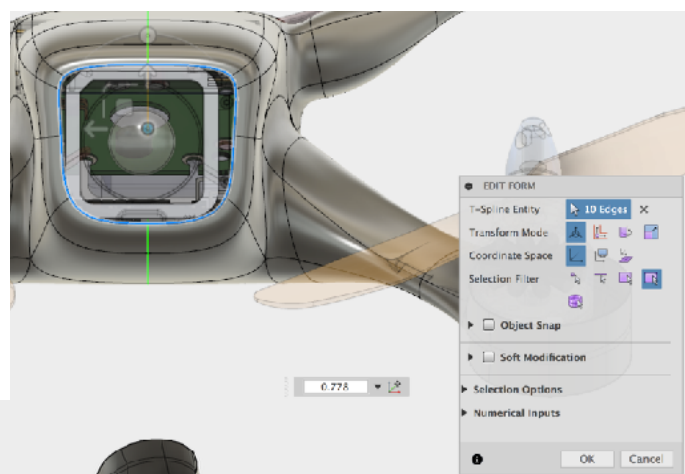 EDIT FORM
T-Spline Entity 10 Edges ×
Transform Mode
Coordinate Space
Selection Filter
Object Snap
Soft Modification
0.778
Selection Options
Numerical Inputs
OK Cancel